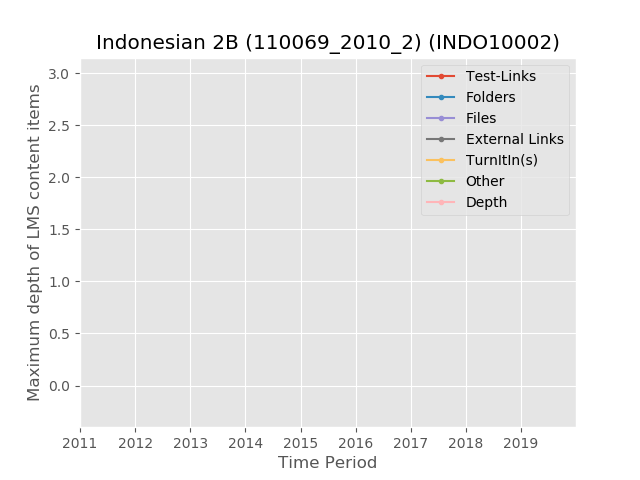 Indonesian 2B (110069_2010_2) (INDO10002)
Maximum depth of LMS content items
3.0
2.5
2.0
1.5
1.0
0.5
0.0
Test-Links
Folders
Files
External Links
TurnItIn(s)
Other
Depth
2011 2012 2013 2014 2015 2016 2017 2018 2019
Time Period